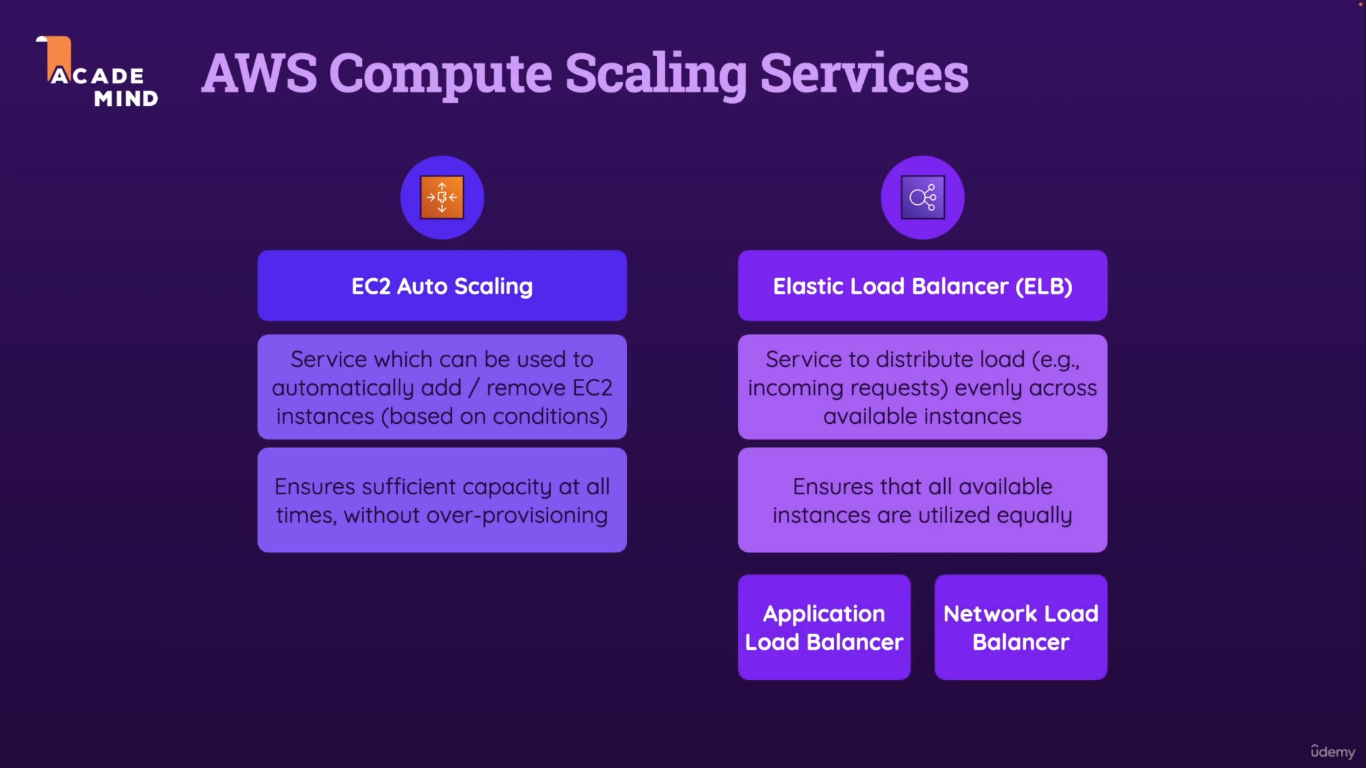 ACADE
MIND
AWS Compute Scaling Services
EC2 Auto Scaling
Service which can be used to
automatically add / remove EC2
instances (based on conditions)
Ensures sufficient capacity at all
times, without over-provisioning
Elastic Load Balancer (ELB)
Service to distribute load (e.g.,
incoming requests) evenly across
available instances
Ensures that all available
instances are utilized equally
Application
Load Balancer
Network Load
Balancer
ûdemy